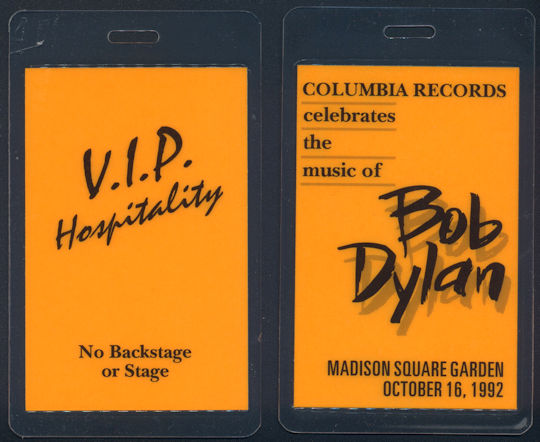 V.I.P.
Hospitality
No Backstage
or Stage
COLUMBIA RECORDS
celebrates
the
music of
Bob
Dylan
MADISON SQUARE GARDEN
OCTOBER 16, 1992